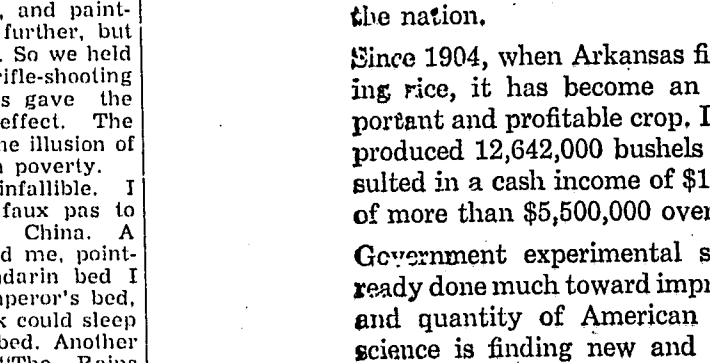 , and paint-
further, but
. So we held
rifle-shooting
s gave the
effect. The
he illusion of
poverty.
infallible. I
faux pas to
China. A
d me, point-
ndarin bed I
mperor's bed,
k could sleep
bed. Another
the nation.
Since 1904, when Arkansas fi
ing rice, it has become an
portant and profitable crop. I
produced 12,642,000 bushels
sulted in a cash income of $1
of more than $5,500,000 over
Government experimental s
ready done much toward impr
and quantity of American
science is finding new and